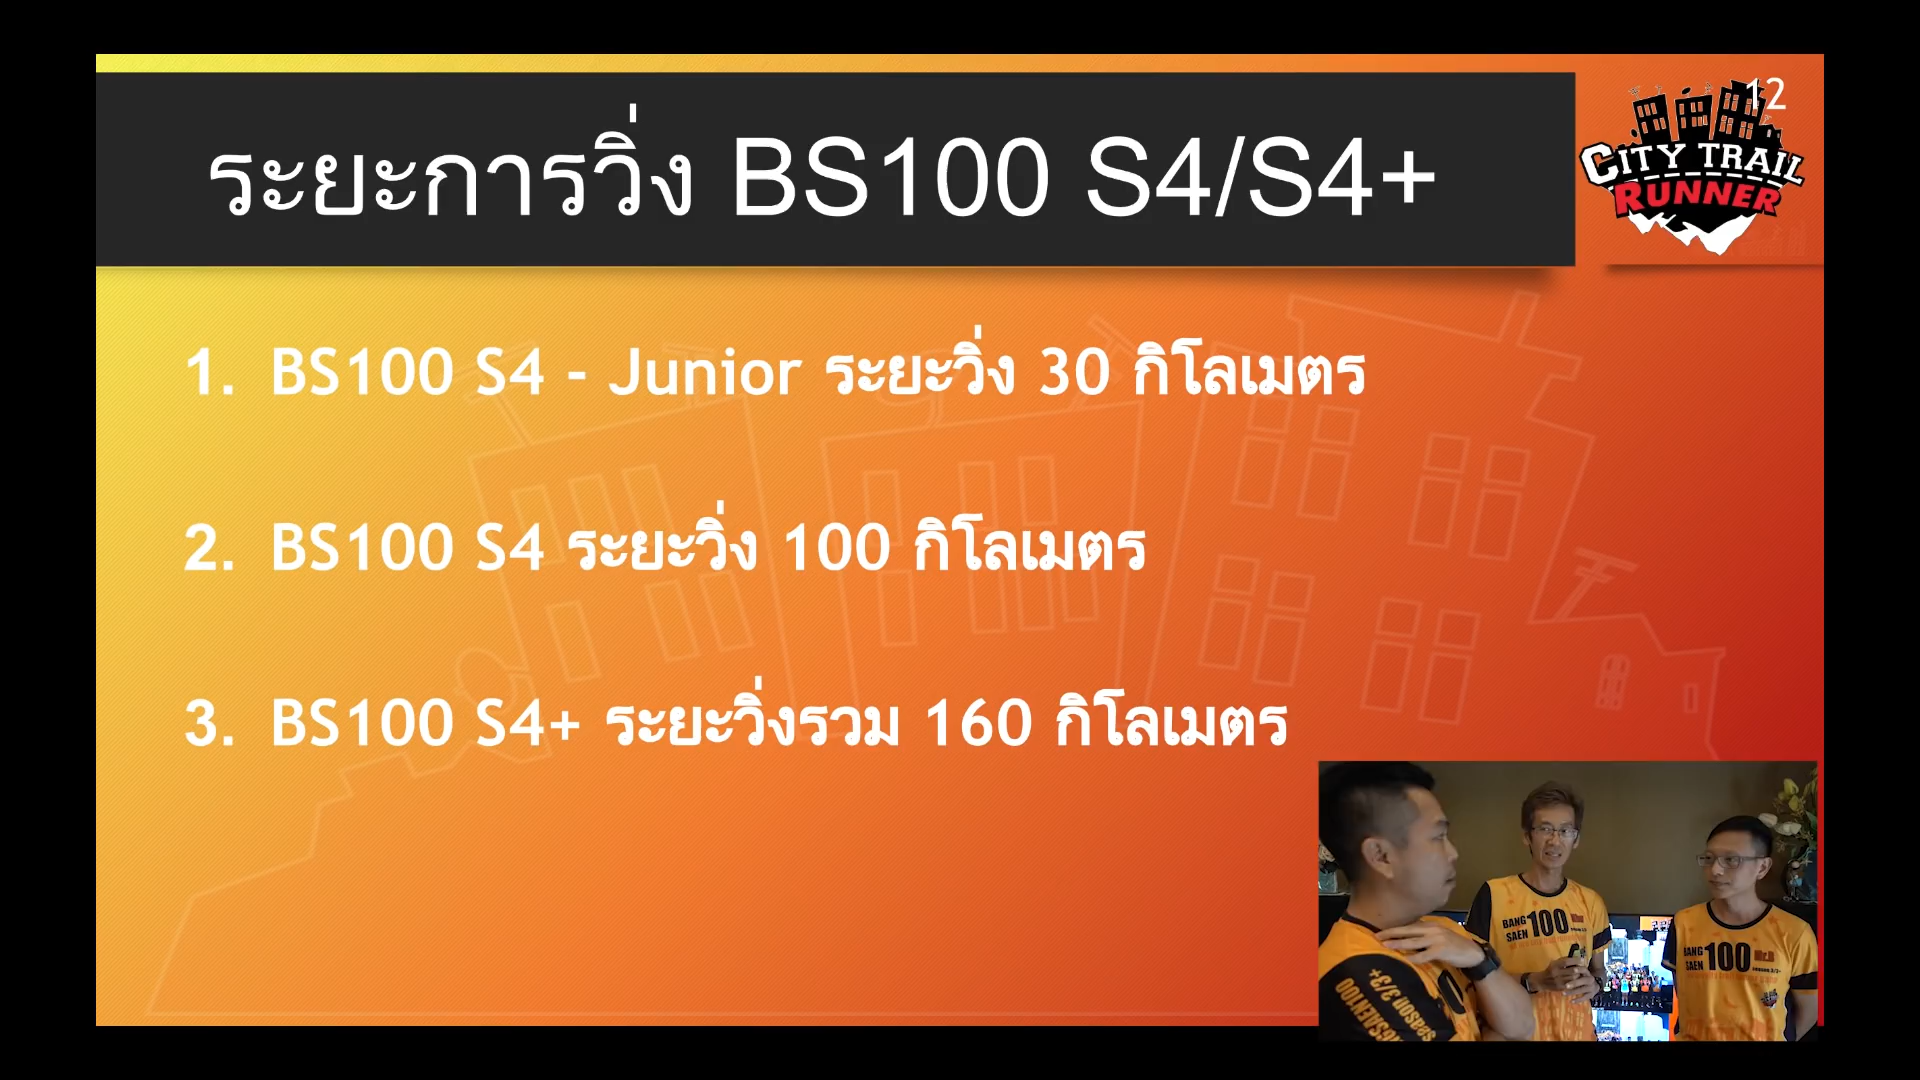 ระยะการวิ่ง BS100 S4/S4+
12
CITY TRAIL
RUNNER
1. BS100 S4 - Junior ระยะวิ่ง 30 กิโลเมตร
2. BS100 S4 ระยะวิ่ง 100 กิโลเมตร
3. BS100 S4+ ระยะวิ่งรวม 160 กิโลเมตร
BANG
SAEN
100
BANG
SAEN
100
season 3/3+
season 3/3+